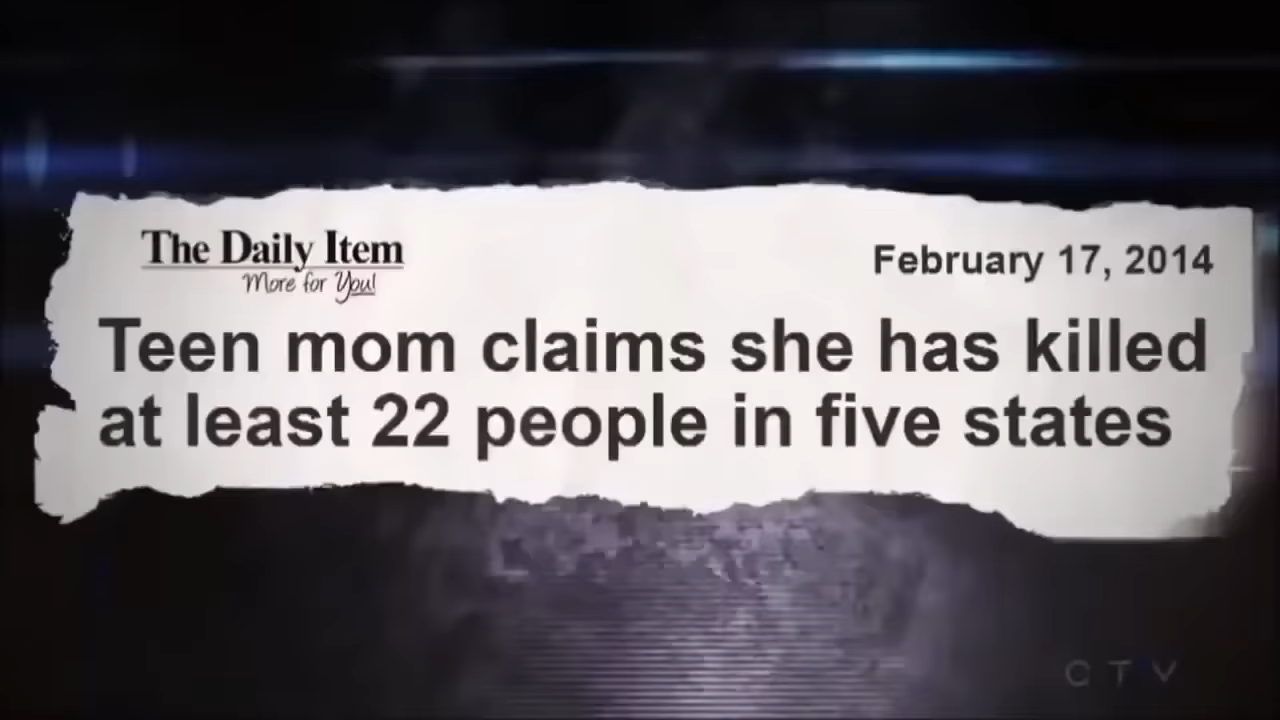 The Daily Item
More for You!
February 17, 2014
Teen mom claims she has killed
at least 22 people in five states
CTV